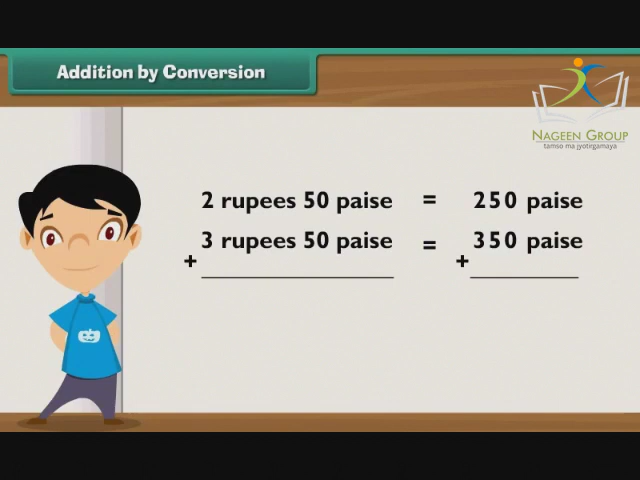 Addition by Conversion
NAGEEN GROUP
tamso ma jyotirgamaya
2 rupees 50 paise = 250 paise
3 rupees 50 paise = 350 paise
+ +